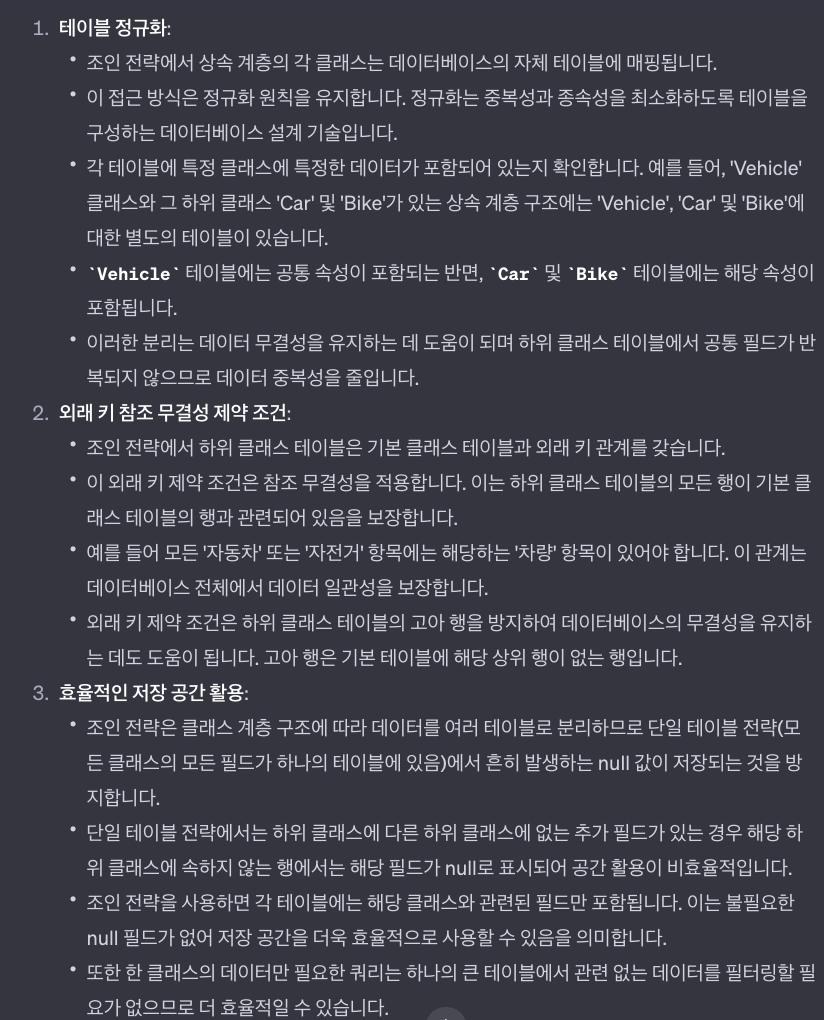 1. 테이블 정규화:
• 조인 전략에서 상속 계층의 각 클래스는 데이터베이스의 자체 테이블에 매핑됩니다.
• 이 접근 방식은 정규화 원칙을 유지합니다. 정규화는 중복성과 종속성을 최소화하도록 테이블을
구성하는 데이터베이스 설계 기술입니다.
• 각 테이블에 특정 클래스에 특정한 데이터가 포함되어 있는지 확인합니다. 예를 들어, 'Vehicle'
클래스와 그 하위 클래스 'Car' 및 'Bike'가 있는 상속 계층 구조에는 'Vehicle', 'Car' 및 'Bike'에
대한 별도의 테이블이 있습니다.
• `Vehicle` 테이블에는 공통 속성이 포함되는 반면, `Car` 및 `Bike` 테이블에는 해당 속성이
포함됩니다.
• 이러한 분리는 데이터 무결성을 유지하는 데 도움이 되며 하위 클래스 테이블에서 공통 필드가 반
복되지 않으므로 데이터 중복성을 줄입니다.
2. 외래 키 참조 무결성 제약 조건:
• 조인 전략에서 하위 클래스 테이블은 기본 클래스 테이블과 외래 키 관계를 갖습니다.
• 이 외래 키 제약 조건은 참조 무결성을 적용합니다. 이는 하위 클래스 테이블의 모든 행이 기본 클
래스 테이블의 행과 관련되어 있음을 보장합니다.
• 예를 들어 모든 '자동차' 또는 '자전거' 항목에는 해당하는 '차량' 항목이 있어야 합니다. 이 관계는
데이터베이스 전체에서 데이터 일관성을 보장합니다.
• 외래 키 제약 조건은 하위 클래스 테이블의 고아 행을 방지하여 데이터베이스의 무결성을 유지하
는 데도 도움이 됩니다. 고아 행은 기본 테이블에 해당 상위 행이 없는 행입니다.
3. 효율적인 저장 공간 활용:
• 조인 전략은 클래스 계층 구조에 따라 데이터를 여러 테이블로 분리하므로 단일 테이블 전략(모
든 클래스의 모든 필드가 하나의 테이블에 있음)에서 흔히 발생하는 null 값이 저장되는 것을 방
지합니다.
• 단일 테이블 전략에서는 하위 클래스에 다른 하위 클래스에 없는 추가 필드가 있는 경우 해당 하
위 클래스에 속하지 않는 행에서는 해당 필드가 null로 표시되어 공간 활용이 비효율적입니다.
• 조인 전략을 사용하면 각 테이블에는 해당 클래스와 관련된 필드만 포함됩니다. 이는 불필요한
null 필드가 없어 저장 공간을 더욱 효율적으로 사용할 수 있음을 의미합니다.
• 또한 한 클래스의 데이터만 필요한 쿼리는 하나의 큰 테이블에서 관련 없는 데이터를 필터링할 필
요가 없으므로 더 효율적일 수 있습니다.